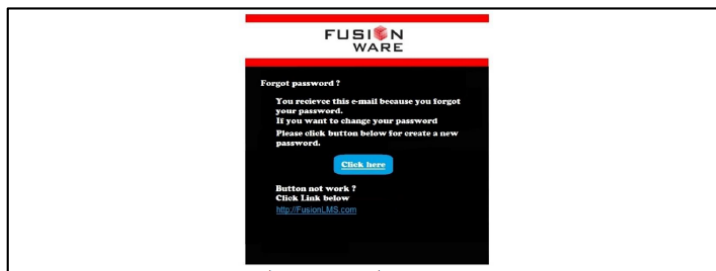 FUSION
WARE
Forgot password ?
You recievce this e-mail because you forgot
your password.
If you want to change your password
Please click button below for create a new
password.
Click here
Button not work ?
Click Link below
http://FusionLMS.com